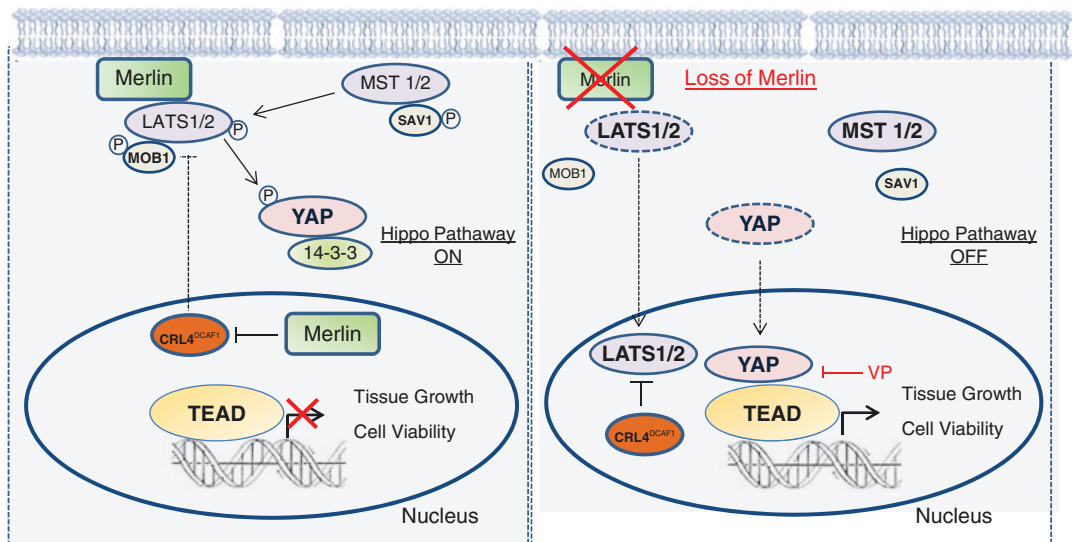 Merlin
MST 1/2
LATS1/2
P
SAV1
P
P
MOB1
P
YAP
14-3-3
Hippo Pathaway
ON
CRL4DCAF1
Merlin
TEAD
Tissue Growth
Cell Viability
Nucleus
Merlin
Loss of Merlin
LATS1/2
MST 1/2
MOB1
SAV1
YAP
Hippo Pathaway
OFF
LATS1/2
YAP
VP
CRL4DCAF1
TEAD
Tissue Growth
Cell Viability
Nucleus